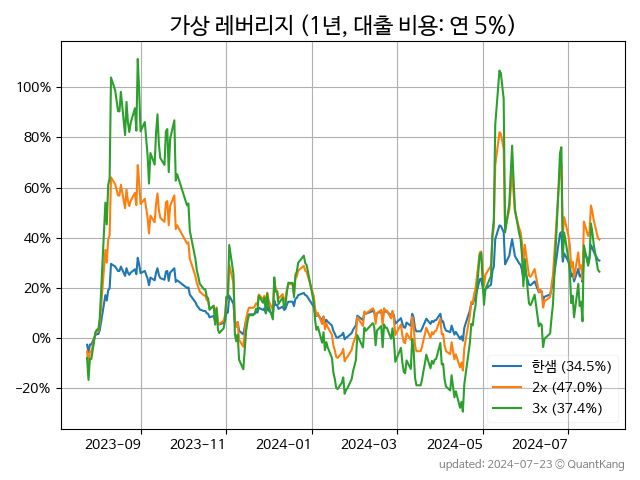 가상 레버리지 (1년, 대출 비용: 연 5%)
100%
80%
60%
40%
20%
0%
−20%
한샘 (34.5%)
2x (47.0%)
3x (37.4%)
2023-09
2023-11
2024-01
2024-03
2024-05
2024-07
updated: 2024-07-23 © QuantKang